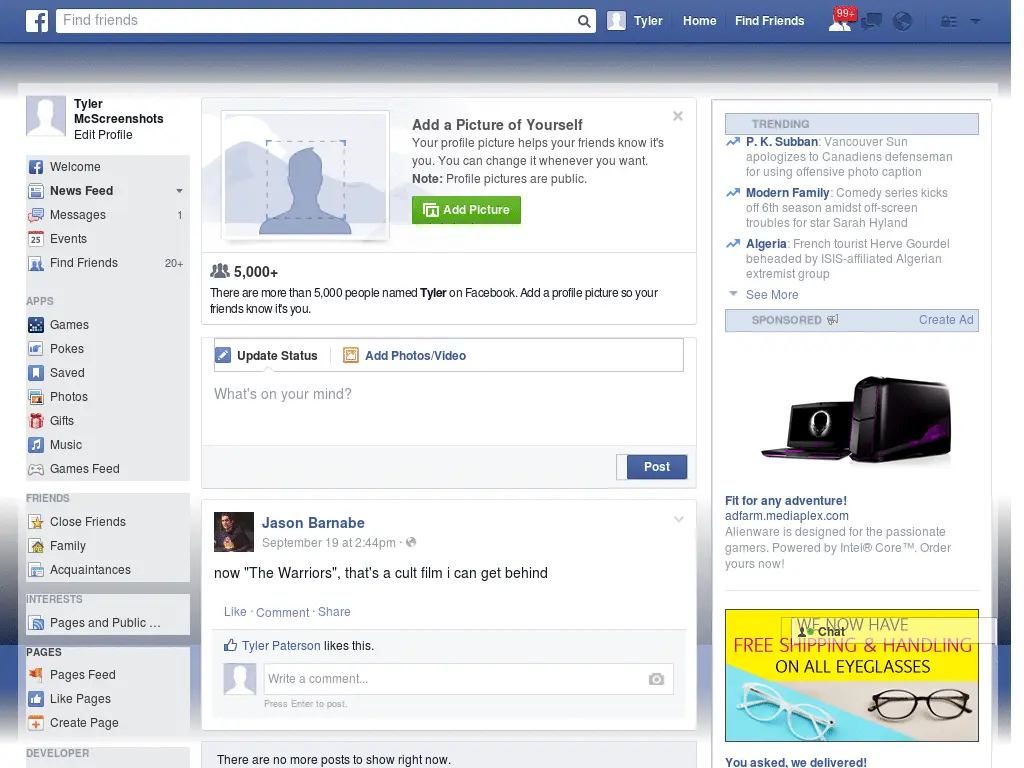 Find friends
Tyler
Home
Find Friends
99+
Tyler
McScreenshots
Edit Profile
Welcome
News Feed
Messages 1
25 Events
Find Friends 20+
APPS
Games
Pokes
Saved
Photos
Gifts
Music
Games Feed
FRIENDS
Close Friends
Family
Acquaintances
INTERESTS
Pages and Public ...
PAGES
Pages Feed
Like Pages
Create Page
DEVELOPER
Add a Picture of Yourself
Your profile picture helps your friends know it's
you. You can change it whenever you want.
Note: Profile pictures are public.
Add Picture
5,000+
There are more than 5,000 people named Tyler on Facebook. Add a profile picture so your
friends know it's you.
Update Status
Add Photos/Video
What's on your mind?
Post
Jason Barnabe
September 19 at 2:44pm ·
now "The Warriors", that's a cult film i can get behind
Like · Comment · Share
Tyler Paterson likes this.
Write a comment...
Press Enter to post.
There are no more posts to show right now.
TRENDING
P. K. Subban: Vancouver Sun
apologizes to Canadiens defenseman
for using offensive photo caption
Modern Family: Comedy series kicks
off 6th season amidst off-screen
troubles for star Sarah Hyland
Algeria: French tourist Herve Gourdel
beheaded by ISIS-affiliated Algerian
extremist group
See More
SPONSORED
Create Ad
Fit for any adventure!
adfarm.mediaplex.com
Alienware is designed for the passionate
gamers. Powered by Intel® Core™. Order
yours now!
WE NOW HAVE
Chat
FREE SHIPPING & HANDLING
ON ALL EYEGLASSES
You asked, we delivered!